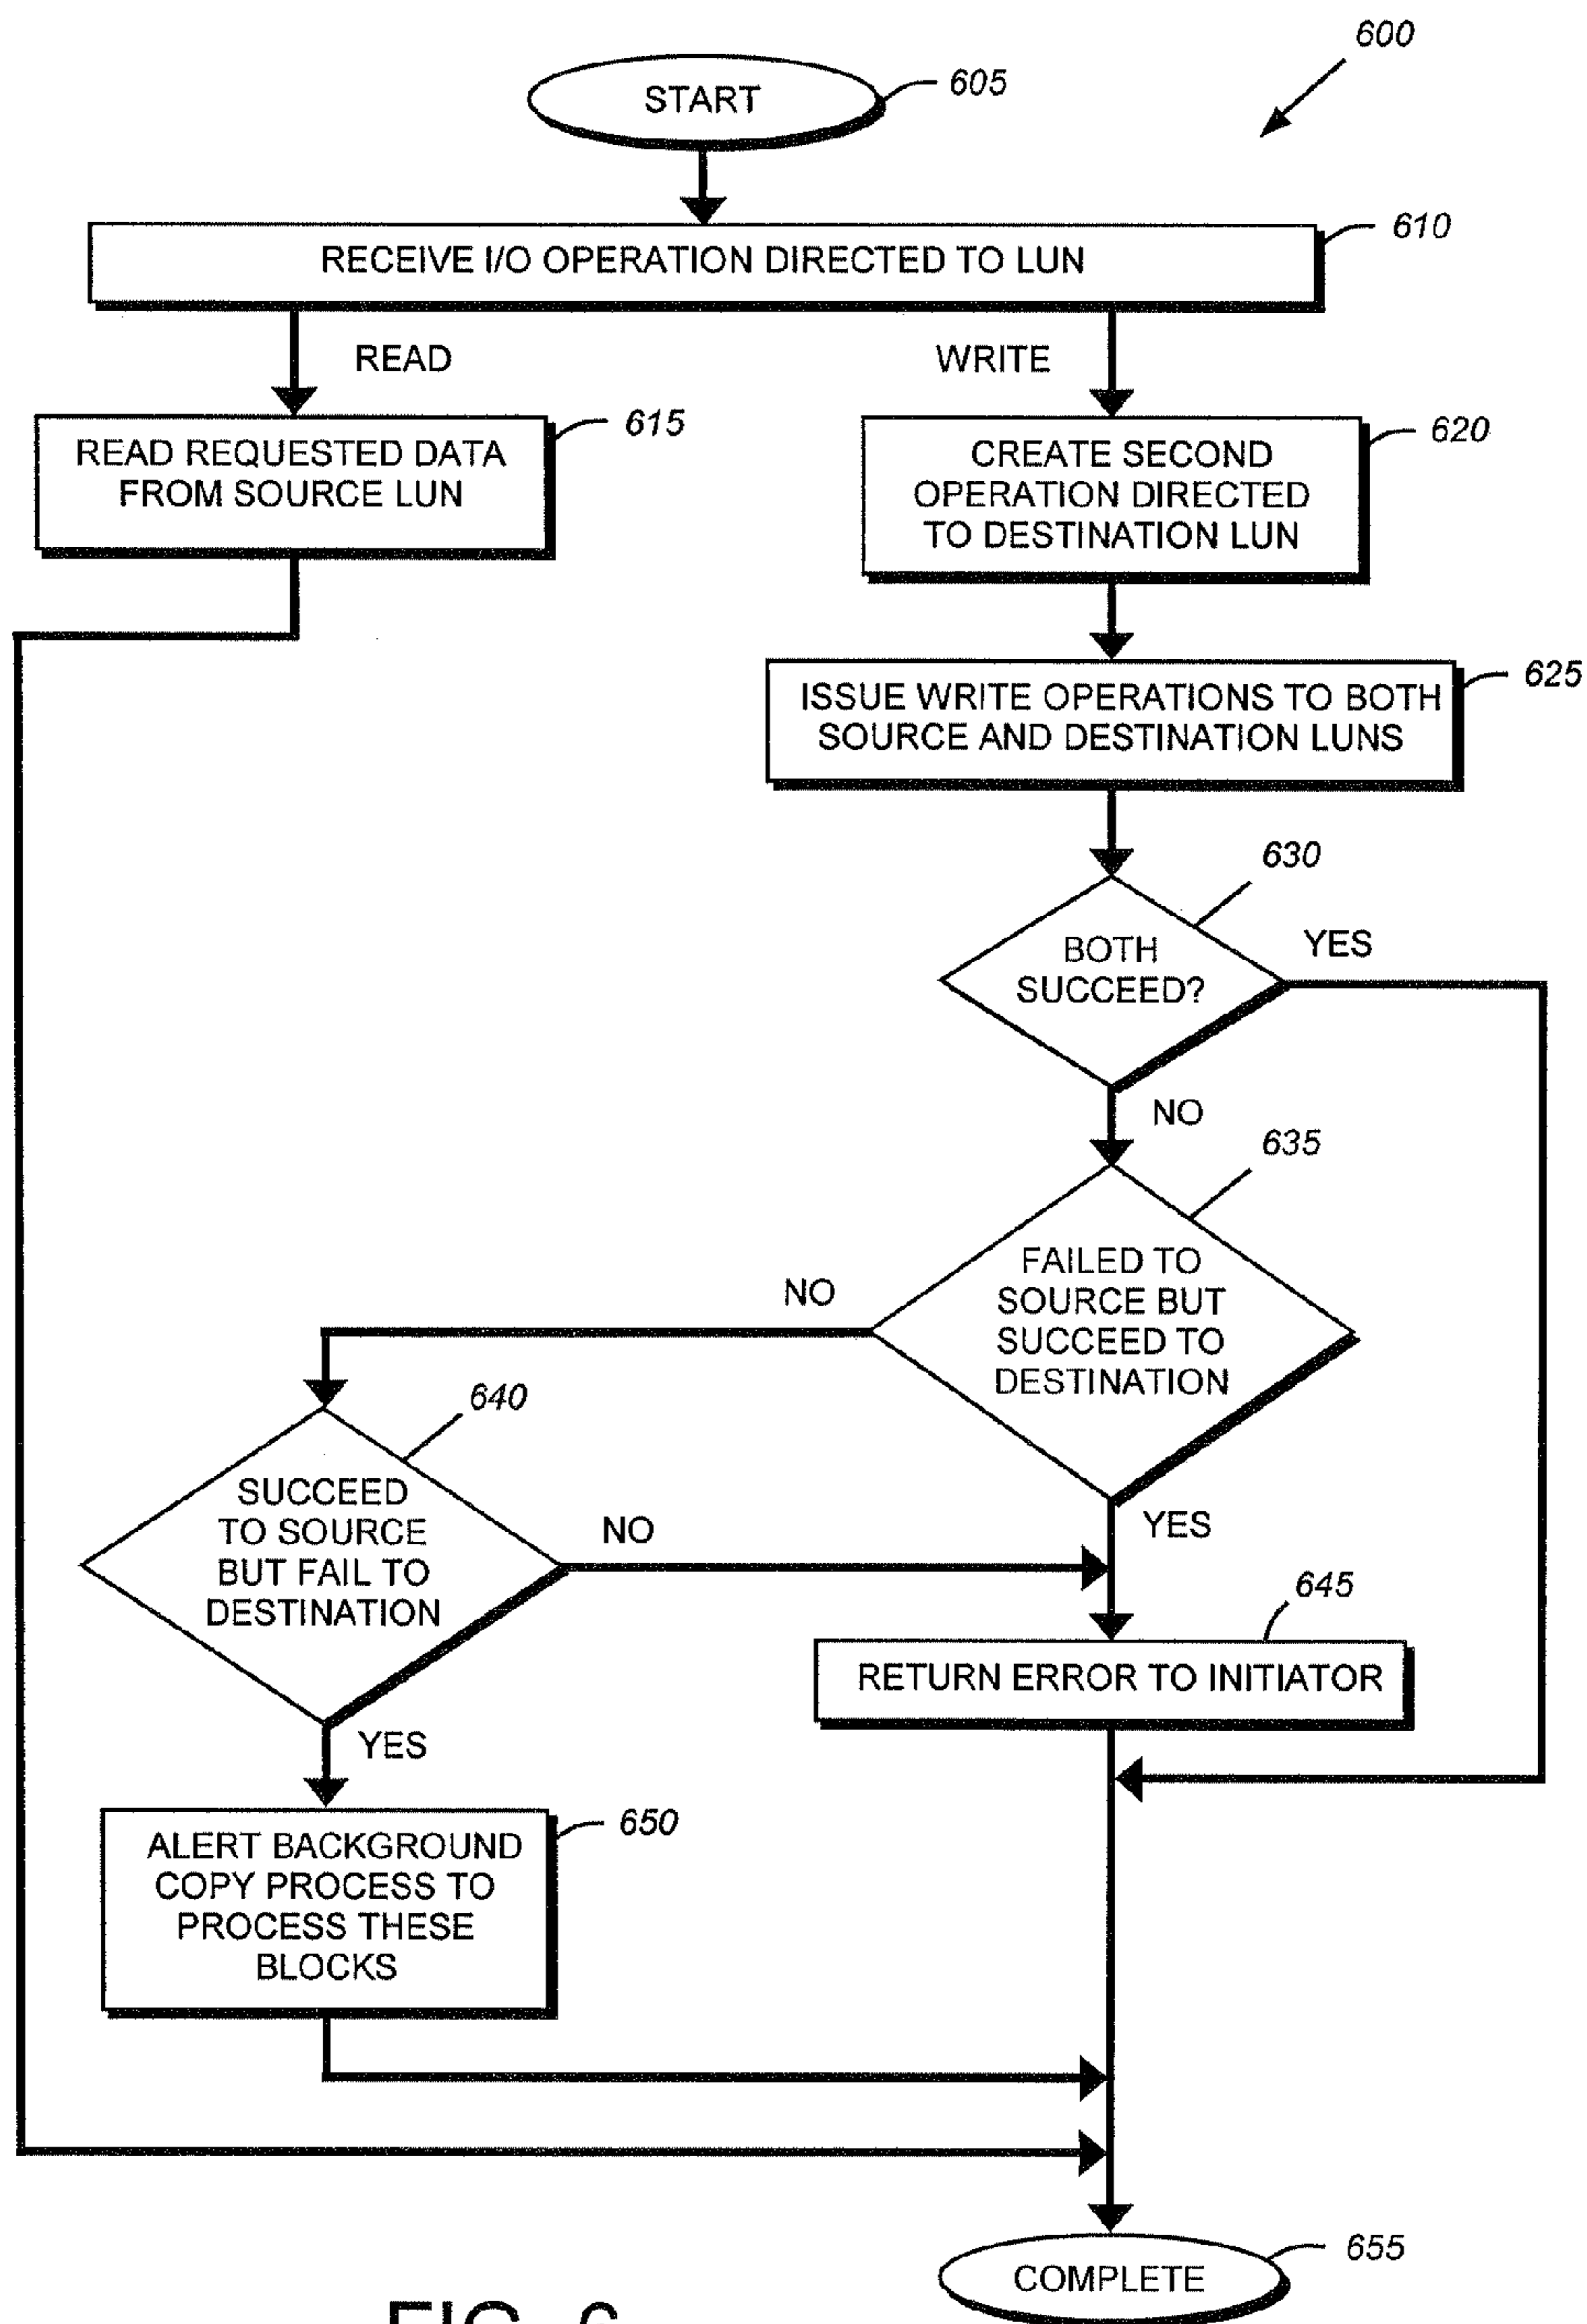 600
START
605
RECEIVE I/O OPERATION DIRECTED TO LUN
610
READ
WRITE
READ REQUESTED DATA
FROM SOURCE LUN
615
CREATE SECOND
OPERATION DIRECTED
TO DESTINATION LUN
620
ISSUE WRITE OPERATIONS TO BOTH
SOURCE AND DESTINATION LUNS
625
630
BOTH
SUCCEED?
YES
NO
635
FAILED TO
SOURCE BUT
SUCCEED TO
DESTINATION
NO
640
SUCCEED
TO SOURCE
BUT FAIL TO
DESTINATION
NO
YES
645
RETURN ERROR TO INITIATOR
YES
ALERT BACKGROUND
COPY PROCESS TO
PROCESS THESE
BLOCKS
650
COMPLETE
655
FIG. 6